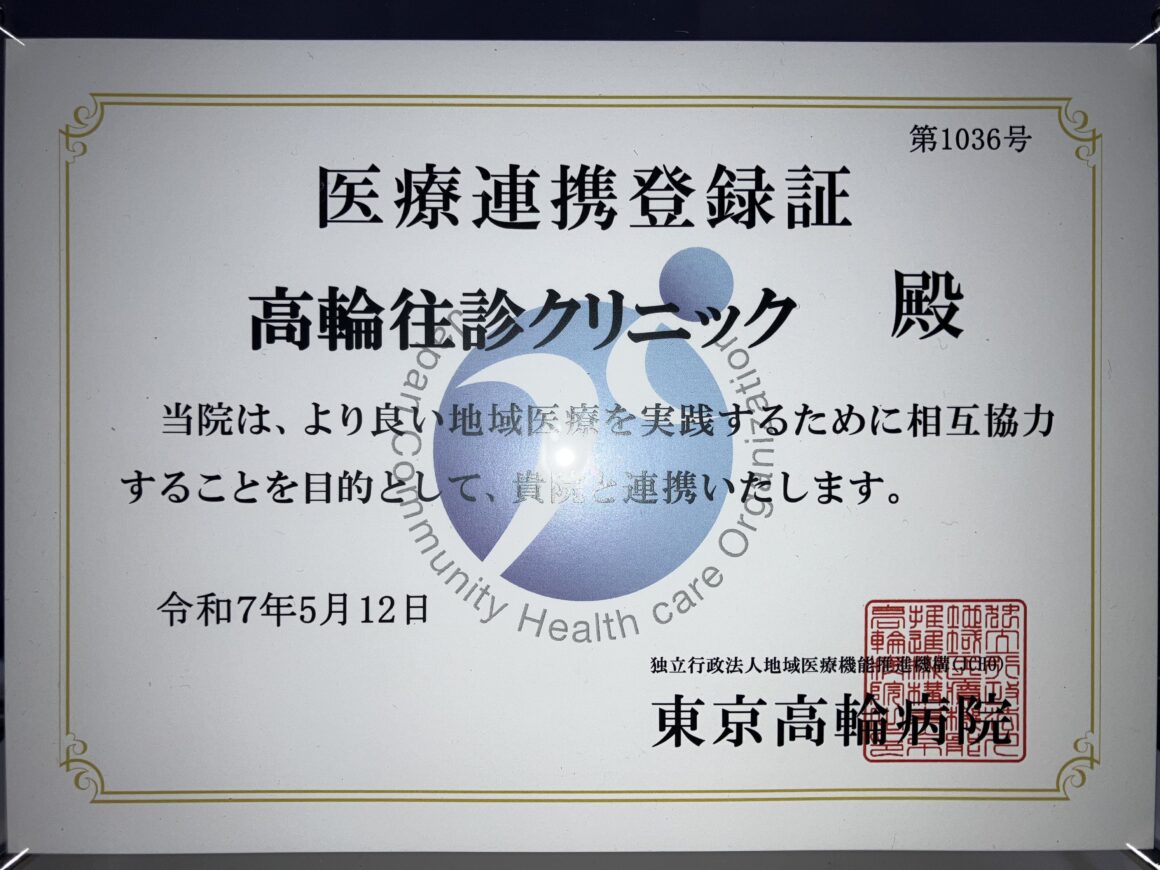 第1036号
医療連携登録証
高輪往診クリニック 殿
当院は、より良い地域医療を実践するために相互協力
することを目的として、貴院と連携いたします。
Japan Community Health care Organization
令和7年5月12日
独立行政法人地域医療機能推進機構(JCHO)
東京高輪病院